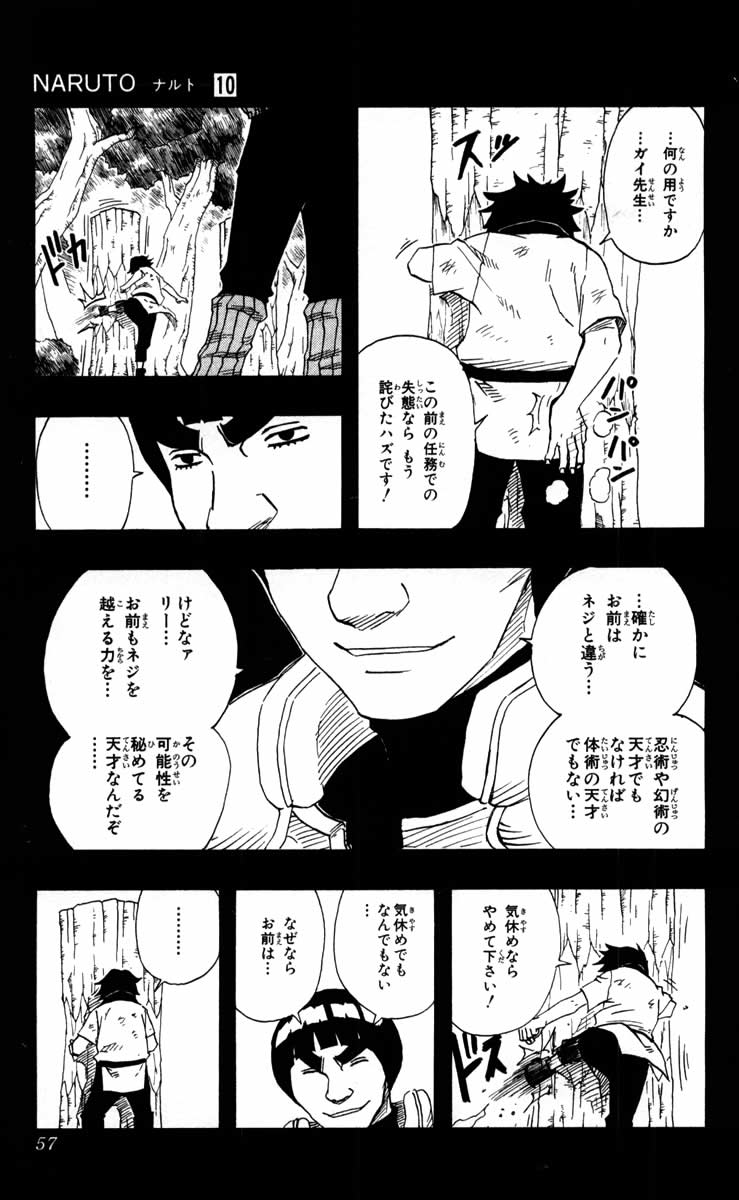 NARUTO ナルト 10
…何の用ですか
…ガイ先生…
スッ
パンパン
この前の任務での
失態なら もう
詫びたハズです!
ドカ
………
…確かに
お前は
ネジと違う…
忍術や幻術の
天才でも
なければ
体術の天才
でもない…
けどなァ
リー…
お前もネジを
越える力を…
その
可能性を
秘めてる
天才なんだぞ
……
気休めなら
やめて下さい!
ドス
気休めでも
なんでもない
…
なぜなら
お前は…
………
57